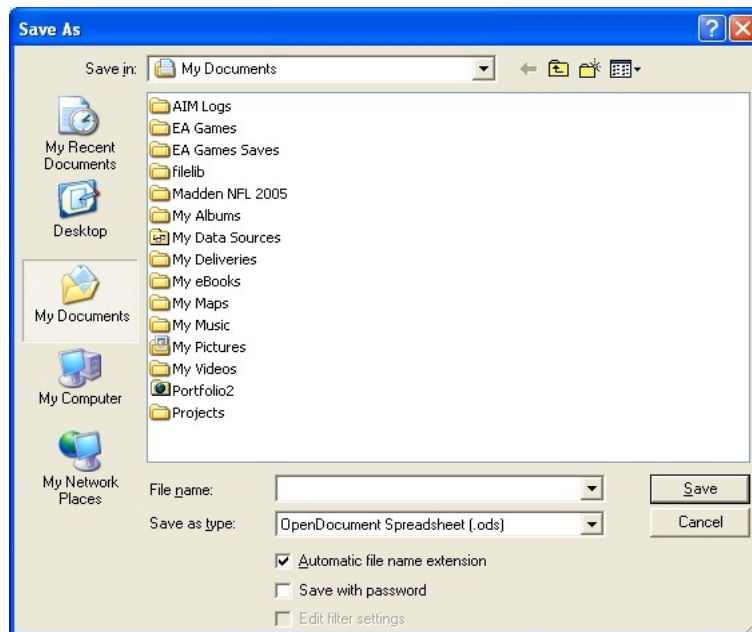 Save As
Save in:
My Documents
My Recent
Documents
Desktop
My Documents
My Computer
My Network
Places
AIM Logs
EA Games
EA Games Saves
filelib
Madden NFL 2005
My Albums
My Data Sources
My Deliveries
My eBooks
My Maps
My Music
My Pictures
My Videos
Portfolio2
Projects
File name:
Save
Save as type:
OpenDocument Spreadsheet (.ods)
Cancel
Automatic file name extension
Save with password
Edit filter settings